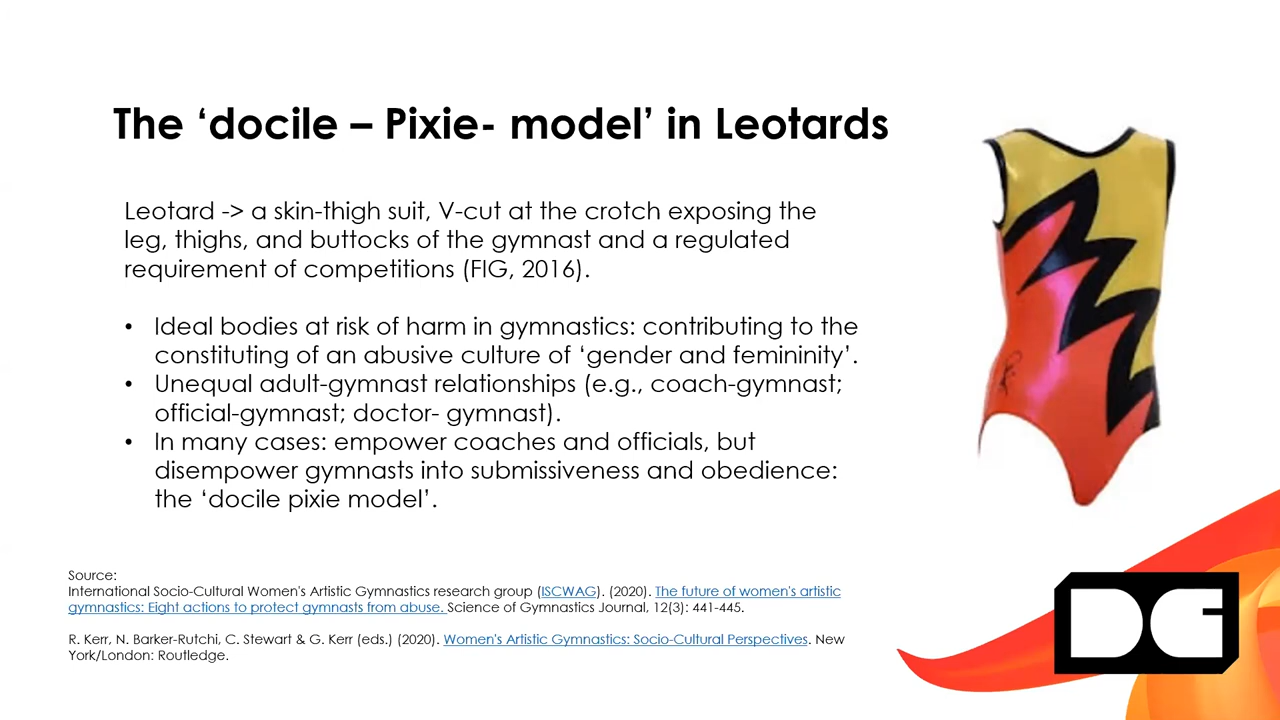 The ‘docile – Pixie- model’ in Leotards
Leotard -> a skin-thigh suit, V-cut at the crotch exposing the
leg, thighs, and buttocks of the gymnast and a regulated
requirement of competitions (FIG, 2016).
• Ideal bodies at risk of harm in gymnastics: contributing to the
constituting of an abusive culture of ‘gender and femininity’.
• Unequal adult-gymnast relationships (e.g., coach-gymnast;
official-gymnast; doctor- gymnast).
• In many cases: empower coaches and officials, but
disempower gymnasts into submissiveness and obedience:
the ‘docile pixie model’.
Source:
International Socio-Cultural Women's Artistic Gymnastics research group (ISCWAG). (2020). The future of women's artistic
gymnastics: Eight actions to protect gymnasts from abuse. Science of Gymnastics Journal, 12(3): 441-445.
R. Kerr, N. Barker-Rutchi, C. Stewart & G. Kerr (eds.) (2020). Women's Artistic Gymnastics: Socio-Cultural Perspectives. New
York/London: Routledge.